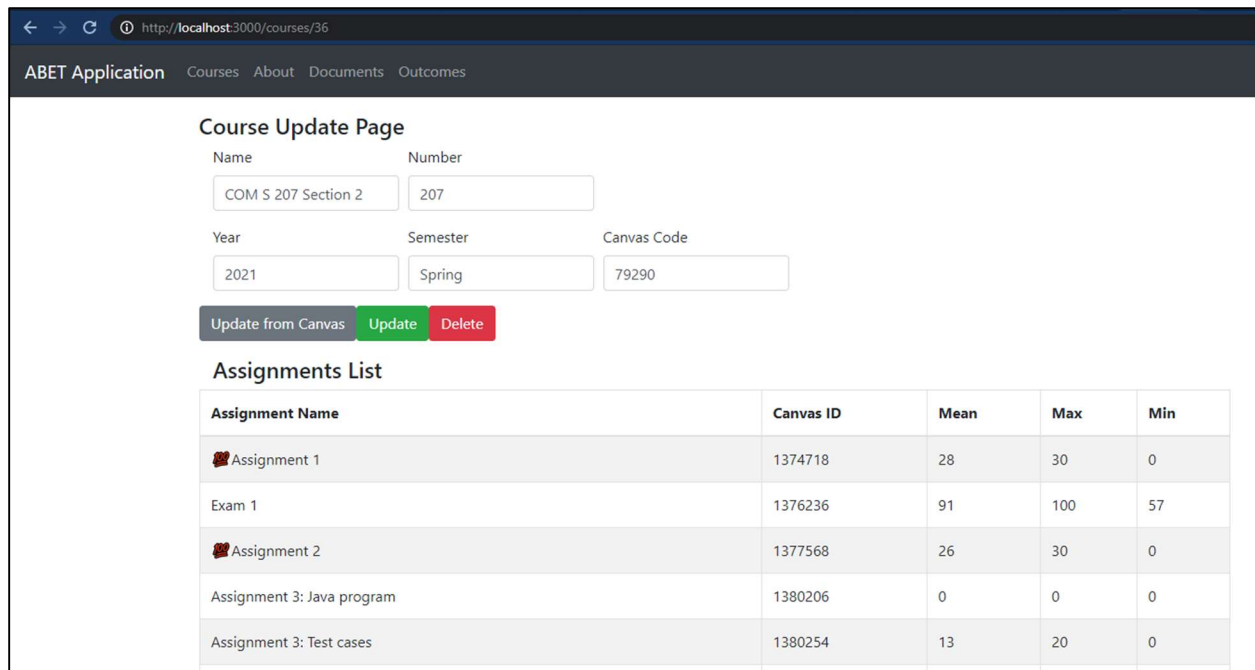 http://localhost:3000/courses/36
ABET Application Courses About Documents Outcomes
Course Update Page
Name Number
COM S 207 Section 2 207
Year Semester Canvas Code
2021 Spring 79290
Update from Canvas Update Delete
Assignments List
Assignment Name Canvas ID Mean Max Min
💯Assignment 1 1374718 28 30 0
Exam 1 1376236 91 100 57
💯Assignment 2 1377568 26 30 0
Assignment 3: Java program 1380206 0 0 0
Assignment 3: Test cases 1380254 13 20 0